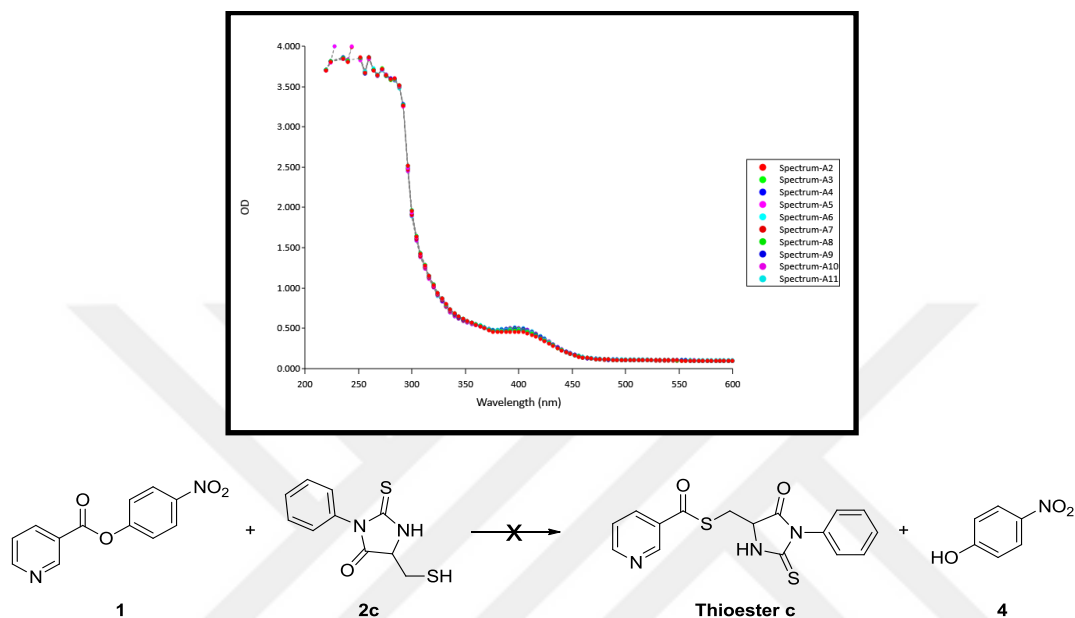 4.000
3.500
3.000
2.500
2.000
1.500
1.000
0.500
0.000
OD
200 250 300 350 400 450 500 550 600
Wavelength (nm)
Spectrum-A2
Spectrum-A3
Spectrum-A4
Spectrum-A5
Spectrum-A6
Spectrum-A7
Spectrum-A8
Spectrum-A9
Spectrum-A10
Spectrum-A11
O
O
N
NO2
+
S
N
NH
O
SH
X
O
S
N
O
HN
N
S
+
HO
NO2
1
2c
Thioester c
4